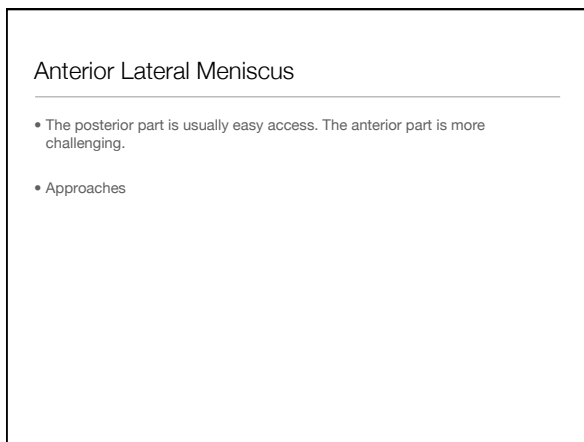 Anterior Lateral Meniscus
• The posterior part is usually easy access. The anterior part is more
challenging.
• Approaches